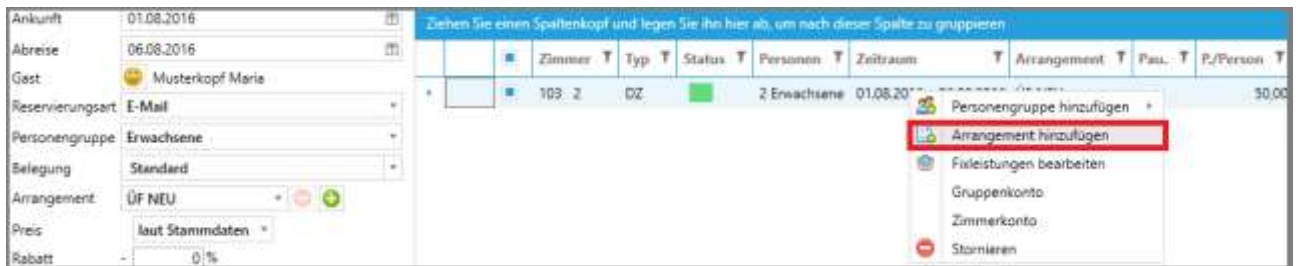 Ankunft 01.08.2016
Abreise 06.08.2016
Gast Musterkopf Maria
Reservierungsart E-Mail
Personengruppe Erwachsene
Belegung Standard
Arrangement ÜF NEU
Preis laut Stammdaten
Rabatt - 0 %
Ziehen Sie einen Spaltenkopf und legen Sie ihn hier ab, um nach dieser Spalte zu gruppieren
Zimmer Typ Status Personen Zeitraum Arrangement Pau. P./Person
103 2 DZ 2 Erwachsene 01.08.20 50,00
Personengruppe hinzufügen
Arrangement hinzufügen
Fixleistungen bearbeiten
Gruppenkonto
Zimmerkonto
Stornieren